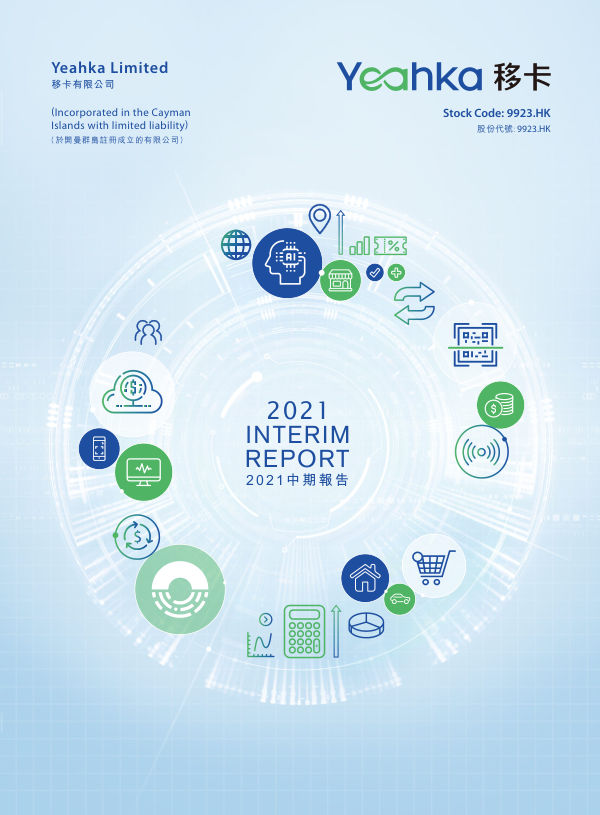 Yeahka Limited
移卡有限公司
(Incorporated in the Cayman
Islands with limited liability)
(於開曼群島註冊成立的有限公司)
Yeahka 移卡
Stock Code: 9923.HK
股份代號: 9923.HK
AI
2021
INTERIM
REPORT
2021中期報告